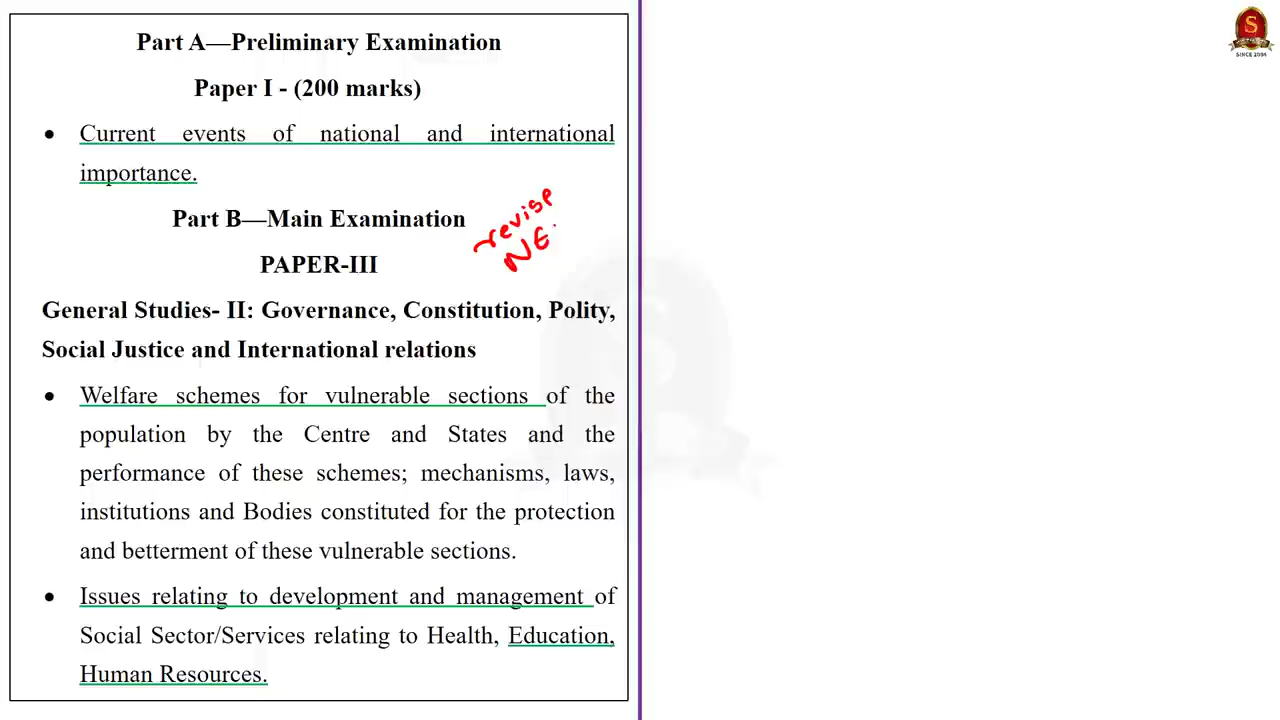 Part A—Preliminary Examination
Paper I - (200 marks)
• Current events of national and international
importance.
Part B—Main Examination
revise
NE
PAPER-III
General Studies- II: Governance, Constitution, Polity,
Social Justice and International relations
• Welfare schemes for vulnerable sections of the
population by the Centre and States and the
performance of these schemes; mechanisms, laws,
institutions and Bodies constituted for the protection
and betterment of these vulnerable sections.
• Issues relating to development and management of
Social Sector/Services relating to Health, Education,
Human Resources.
S
SINCE 2004